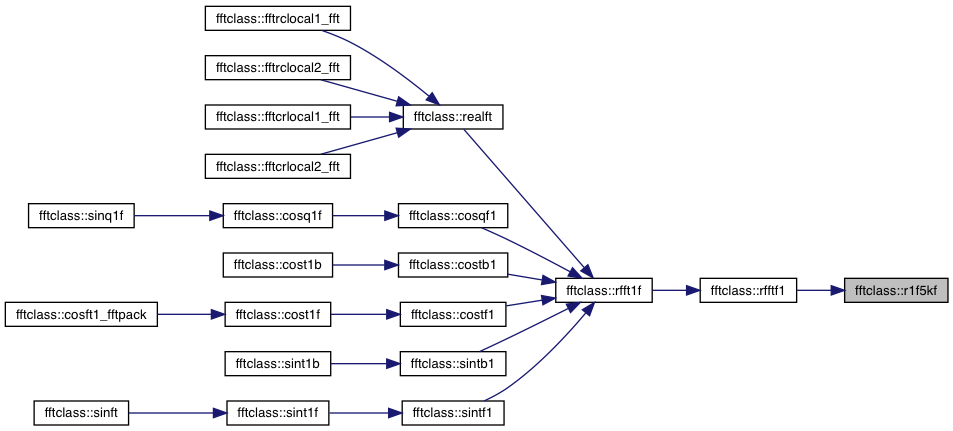 fftclass::fftrclocal1_fft
fftclass::fftrclocal2_fft
fftclass::fftcrlocal1_fft
fftclass::realft
fftclass::fftcrlocal2_fft
fftclass::sinq1f
fftclass::cosq1f
fftclass::cosqf1
fftclass::cost1b
fftclass::costb1
fftclass::rfft1f
fftclass::rfftf1
fftclass::r1f5kf
fftclass::cosft1_fftpack
fftclass::cost1f
fftclass::costf1
fftclass::sint1b
fftclass::sintb1
fftclass::sinft
fftclass::sint1f
fftclass::sintf1